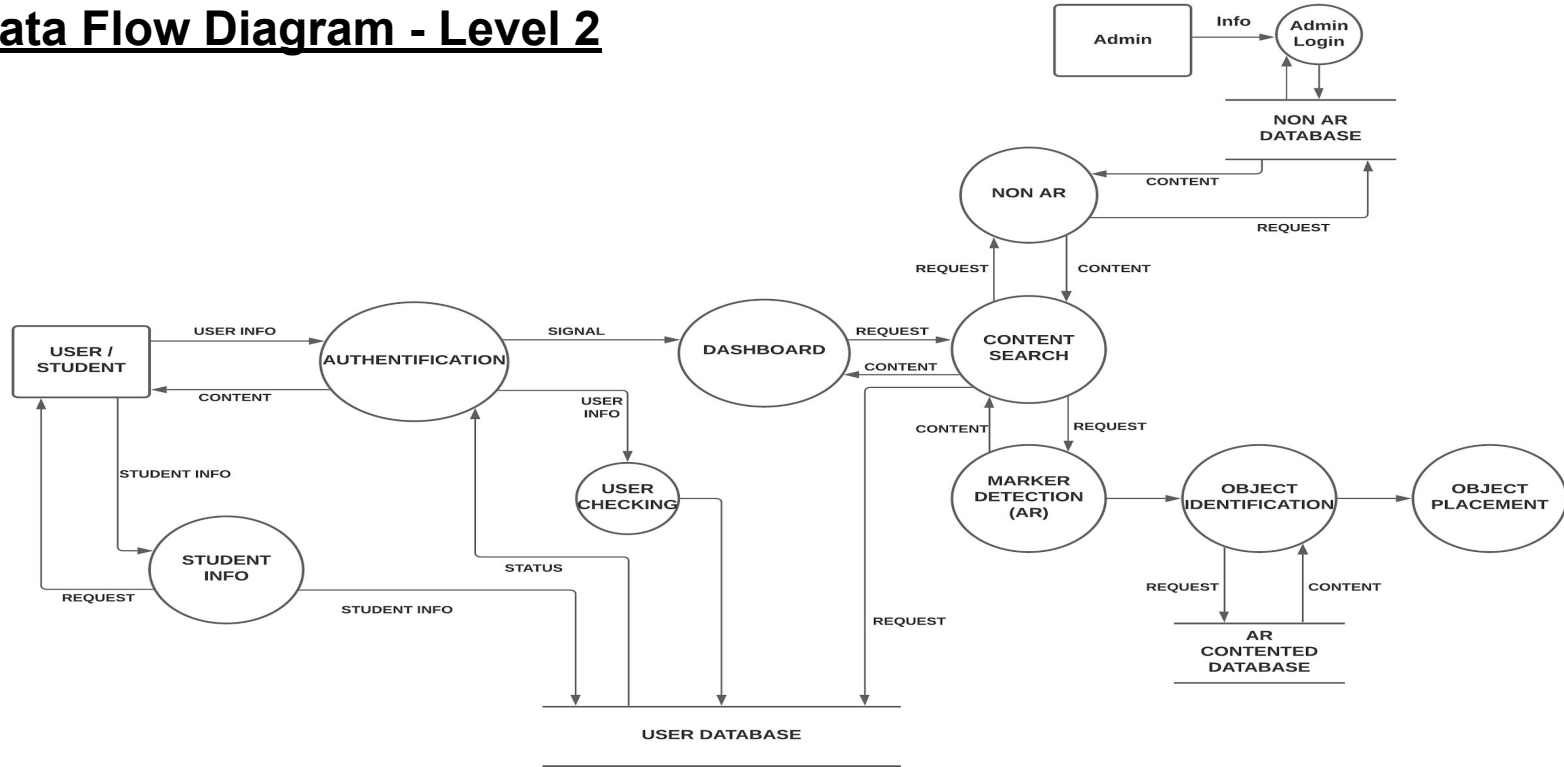 ata Flow Diagram - Level 2
Admin
Info
Admin
Login
NON AR
DATABASE
CONTENT
REQUEST
NON AR
REQUEST
CONTENT
USER /
STUDENT
USER INFO
CONTENT
AUTHENTIFICATION
SIGNAL
DASHBOARD
REQUEST
CONTENT
CONTENT
SEARCH
USER
INFO
USER
CHECKING
STUDENT INFO
STUDENT
INFO
REQUEST
STUDENT INFO
STATUS
REQUEST
CONTENT
REQUEST
MARKER
DETECTION
(AR)
OBJECT
IDENTIFICATION
OBJECT
PLACEMENT
REQUEST
CONTENT
AR
CONTENTED
DATABASE
USER DATABASE